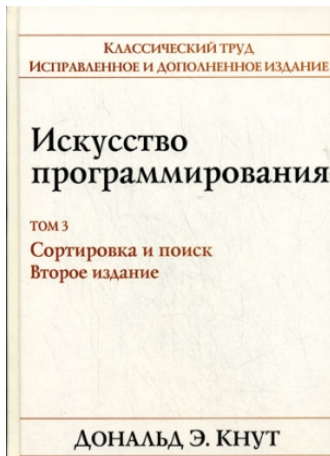 Классический труд
Исправленное и дополненное издание
Искусство
программирования
ТОМ 3
Сортировка и поиск
Второе издание
Дональд Э. Кнут